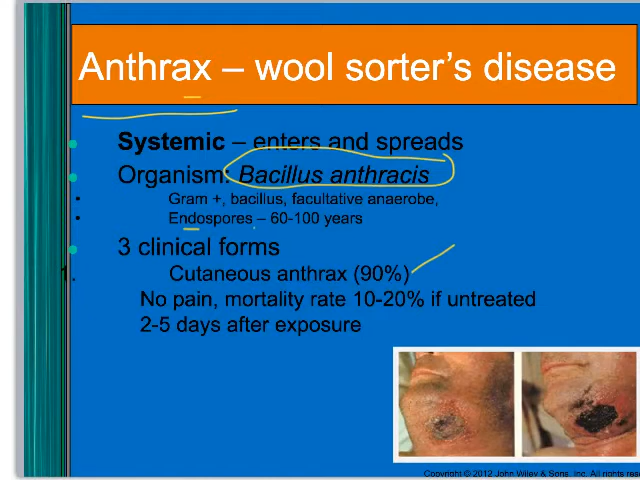 Anthrax – wool sorter's disease
Systemic – enters and spreads
Organism: Bacillus anthracis
Gram +, bacillus, facultative anaerobe,
Endospores – 60-100 years
3 clinical forms
1. Cutaneous anthrax (90%)
No pain, mortality rate 10-20% if untreated
2-5 days after exposure
Copyright © 2012 John Wiley & Sons, Inc. All rights res